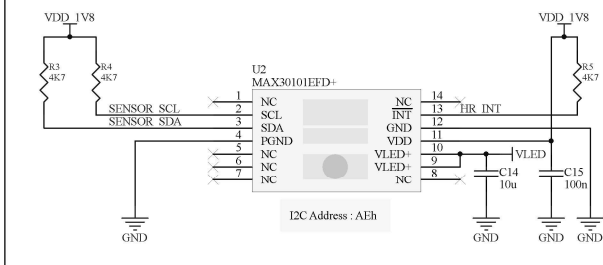 VDD_1V8
VDD_1V8
R3
4K7
R4
4K7
R5
4K7
U2
MAX30101EFD+
1 NC
2 SCL
3 SDA
4 PGND
5 NC
6 NC
7 NC
NC 14
INT 13
GND 12
VDD 11
VLED+ 10
VLED+ 9
NC 8
SENSOR_SCL
SENSOR_SDA
HR_INT
VLED
C14
10u
C15
100n
I2C Address : AEh
GND
GND
GND
GND